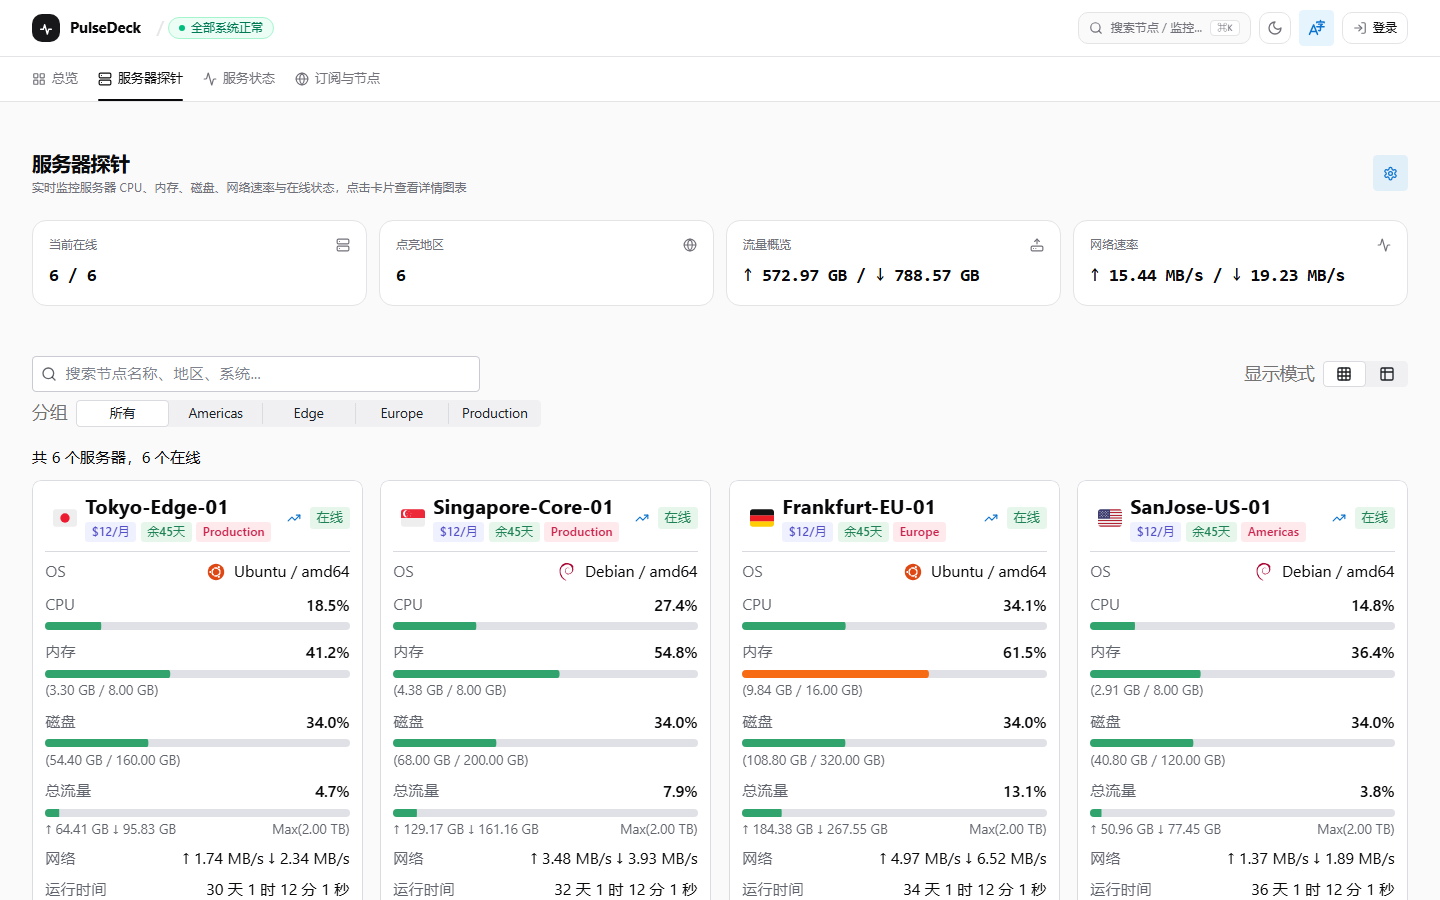 PulseDeck / 全部系统正常 搜索节点 / 监控... ⌘K 登录
总览 服务器探针 服务状态 订阅与节点
服务器探针
实时监控服务器 CPU、内存、磁盘、网络速率与在线状态，点击卡片查看详情图表
当前在线 点亮地区 流量概览 网络速率
6 / 6 6 ↑ 572.97 GB / ↓ 788.57 GB ↑ 15.44 MB/s / ↓ 19.23 MB/s
搜索节点名称、地区、系统... 显示模式
分组 所有 Americas Edge Europe Production
共 6 个服务器，6 个在线
Tokyo-Edge-01 在线
$12/月 余45天 Production
OS Ubuntu / amd64
CPU 18.5%
内存 41.2%
(3.30 GB / 8.00 GB)
磁盘 34.0%
(54.40 GB / 160.00 GB)
总流量 4.7%
↑ 64.41 GB ↓ 95.83 GB Max(2.00 TB)
网络 ↑ 1.74 MB/s ↓ 2.34 MB/s
运行时间 30 天 1 时 12 分 1 秒
Singapore-Core-01 在线
$12/月 余45天 Production
OS Debian / amd64
CPU 27.4%
内存 54.8%
(4.38 GB / 8.00 GB)
磁盘 34.0%
(68.00 GB / 200.00 GB)
总流量 7.9%
↑ 129.17 GB ↓ 161.16 GB Max(2.00 TB)
网络 ↑ 3.48 MB/s ↓ 3.93 MB/s
运行时间 32 天 1 时 12 分 1 秒
Frankfurt-EU-01 在线
$12/月 余45天 Europe
OS Ubuntu / amd64
CPU 34.1%
内存 61.5%
(9.84 GB / 16.00 GB)
磁盘 34.0%
(108.80 GB / 320.00 GB)
总流量 13.1%
↑ 184.38 GB ↓ 267.55 GB Max(2.00 TB)
网络 ↑ 4.97 MB/s ↓ 6.52 MB/s
运行时间 34 天 1 时 12 分 1 秒
SanJose-US-01 在线
$12/月 余45天 Americas
OS Debian / amd64
CPU 14.8%
内存 36.4%
(2.91 GB / 8.00 GB)
磁盘 34.0%
(40.80 GB / 120.00 GB)
总流量 3.8%
↑ 50.96 GB ↓ 77.45 GB Max(2.00 TB)
网络 ↑ 1.37 MB/s ↓ 1.89 MB/s
运行时间 36 天 1 时 12 分 1 秒